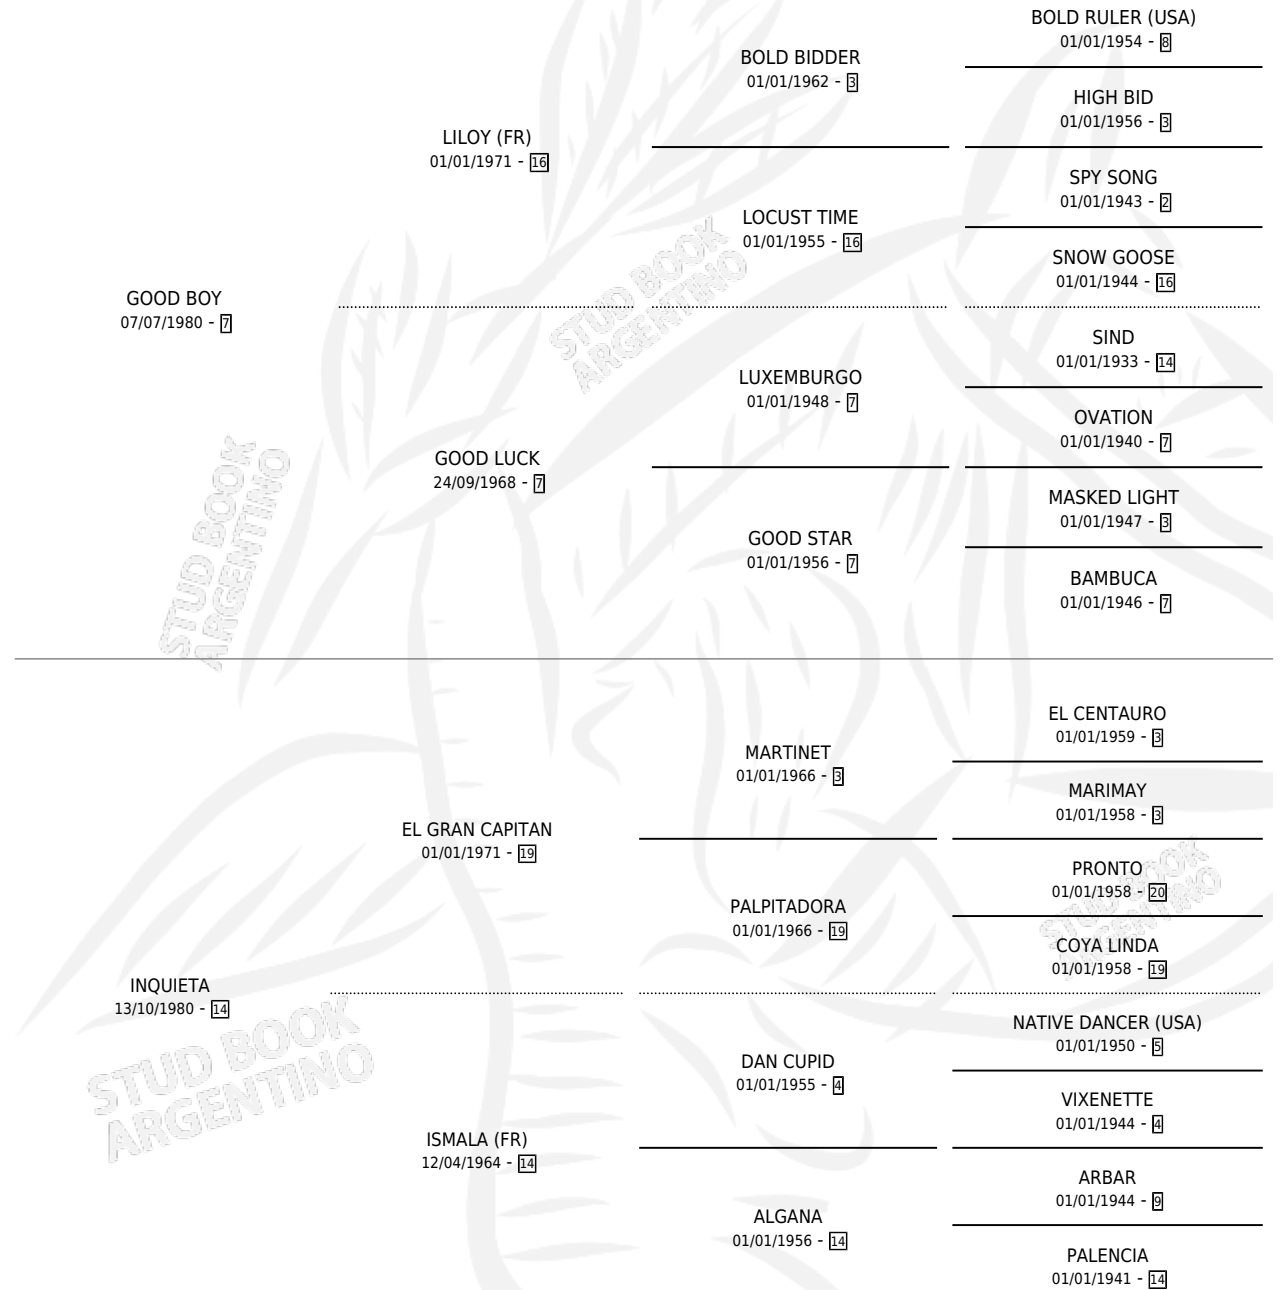 BOLD RULER (USA)
01/01/1954 - 8
BOLD BIDDER
01/01/1962 - 3
HIGH BID
01/01/1956 - 3
LILOY (FR)
01/01/1971 - 16
SPY SONG
01/01/1943 - 2
LOCUST TIME
01/01/1955 - 16
SNOW GOOSE
01/01/1944 - 16
GOOD BOY
07/07/1980 - 7
STUD BOOK
ARGENTINO
SIND
01/01/1933 - 14
LUXEMBURGO
01/01/1948 - 7
OVATION
01/01/1940 - 7
GOOD LUCK
24/09/1968 - 7
MASKED LIGHT
01/01/1947 - 3
GOOD STAR
01/01/1956 - 7
BAMBUCA
01/01/1946 - 7
STUD BOOK
ARGENTINO
EL CENTAURO
01/01/1959 - 3
MARTINET
01/01/1966 - 3
MARIMAY
01/01/1958 - 3
EL GRAN CAPITAN
01/01/1971 - 19
PRONTO
01/01/1958 - 20
PALPITADORA
01/01/1966 - 19
STUD BOOK
ARGENTINO
COYA LINDA
01/01/1958 - 19
INQUIETA
13/10/1980 - 14
NATIVE DANCER (USA)
01/01/1950 - 5
STUD BOOK
ARGENTINO
DAN CUPID
01/01/1955 - 4
VIXENETTE
01/01/1944 - 4
ISMALA (FR)
12/04/1964 - 14
ARBAR
01/01/1944 - 9
ALGANA
01/01/1956 - 14
PALENCIA
01/01/1941 - 14